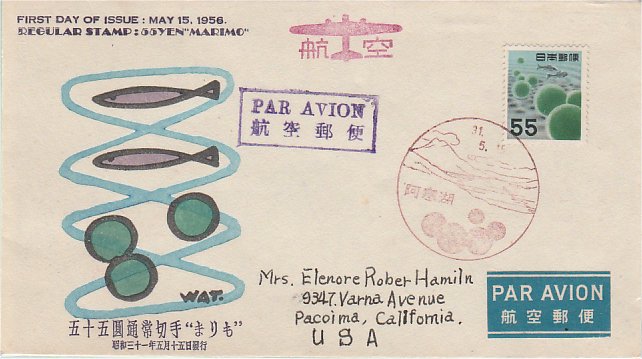 FIRST DAY OF ISSUE : MAY 15, 1956.
REGULAR STAMP : 55YEN "MARIMO"
航空
日本郵便
55
PAR AVION
航空郵便
31.
5.
阿寒湖
WAT.
Mrs. Elenore Rober Hamiln
9347. Varna Avenue
Pacoima, Callfomia.
USA
PAR AVION
航空郵便
五十五圓通常切手“まりも”
昭和三十一年五月十五日発行